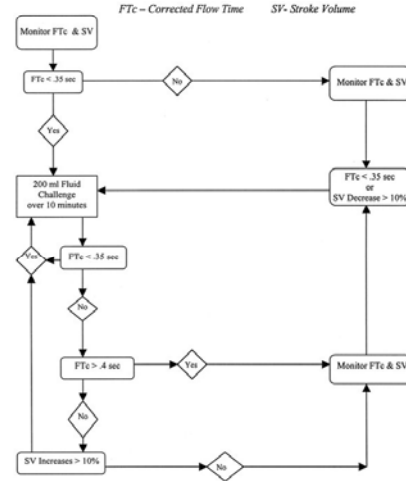 FTc – Corrected Flow Time SV- Stroke Volume
Monitor FTc & SV
FTc < .35 sec
No
Monitor FTc & SV
Yes
200 ml Fluid
Challenge
over 10 minutes
FTc < .35 sec
or
SV Decrease > 10%
Yes
FTc < .35 sec
No
FTc > .4 sec
Yes
Monitor FTc & SV
No
SV Increases > 10%
No